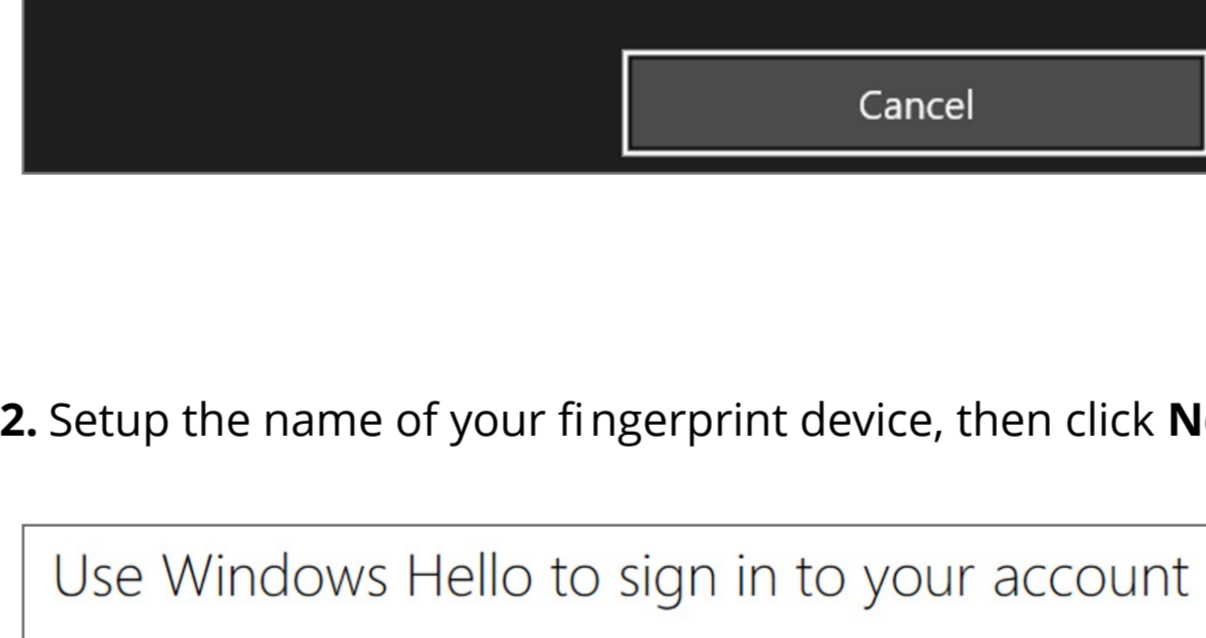 Cancel
2. Setup the name of your fingerprint device, then click
Use Windows Hello to sign in to your account